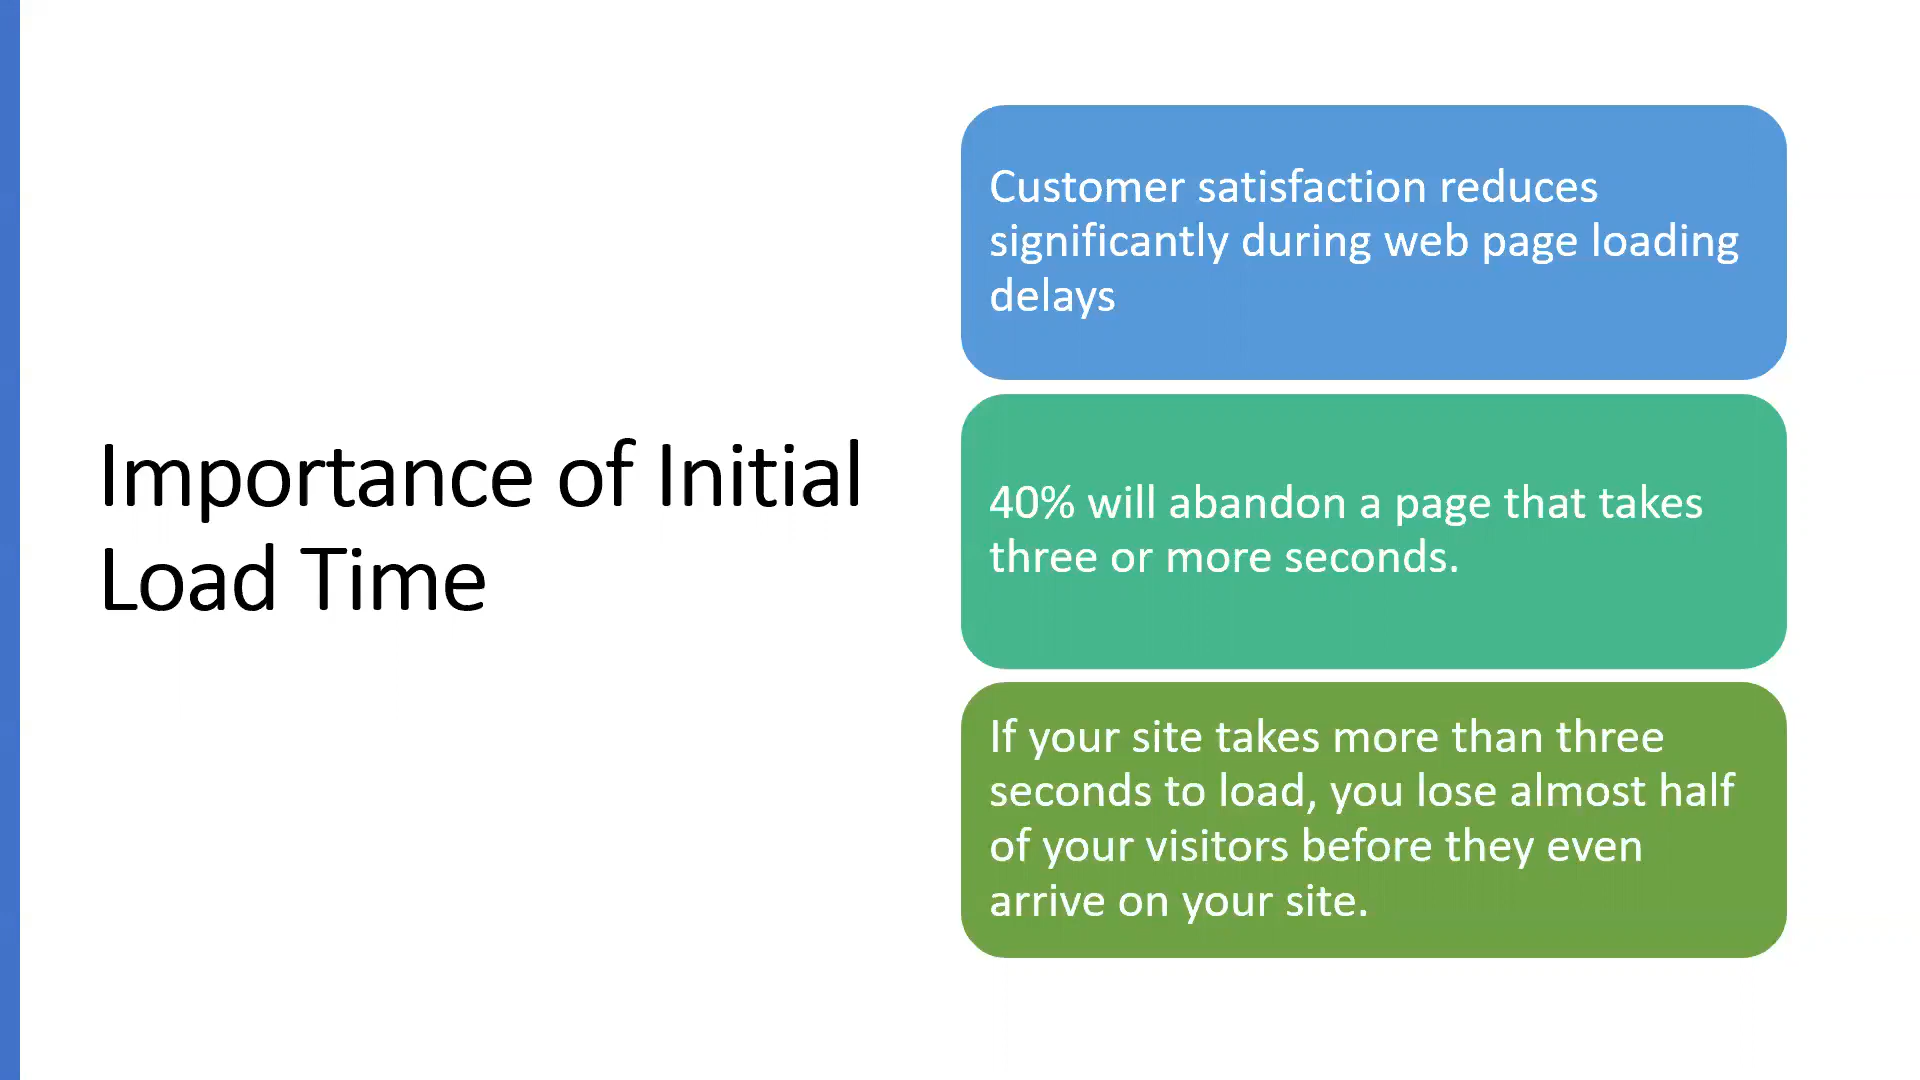 Importance of Initial
Load Time
Customer satisfaction reduces
significantly during web page loading
delays
40% will abandon a page that takes
three or more seconds.
If your site takes more than three
seconds to load, you lose almost half
of your visitors before they even
arrive on your site.